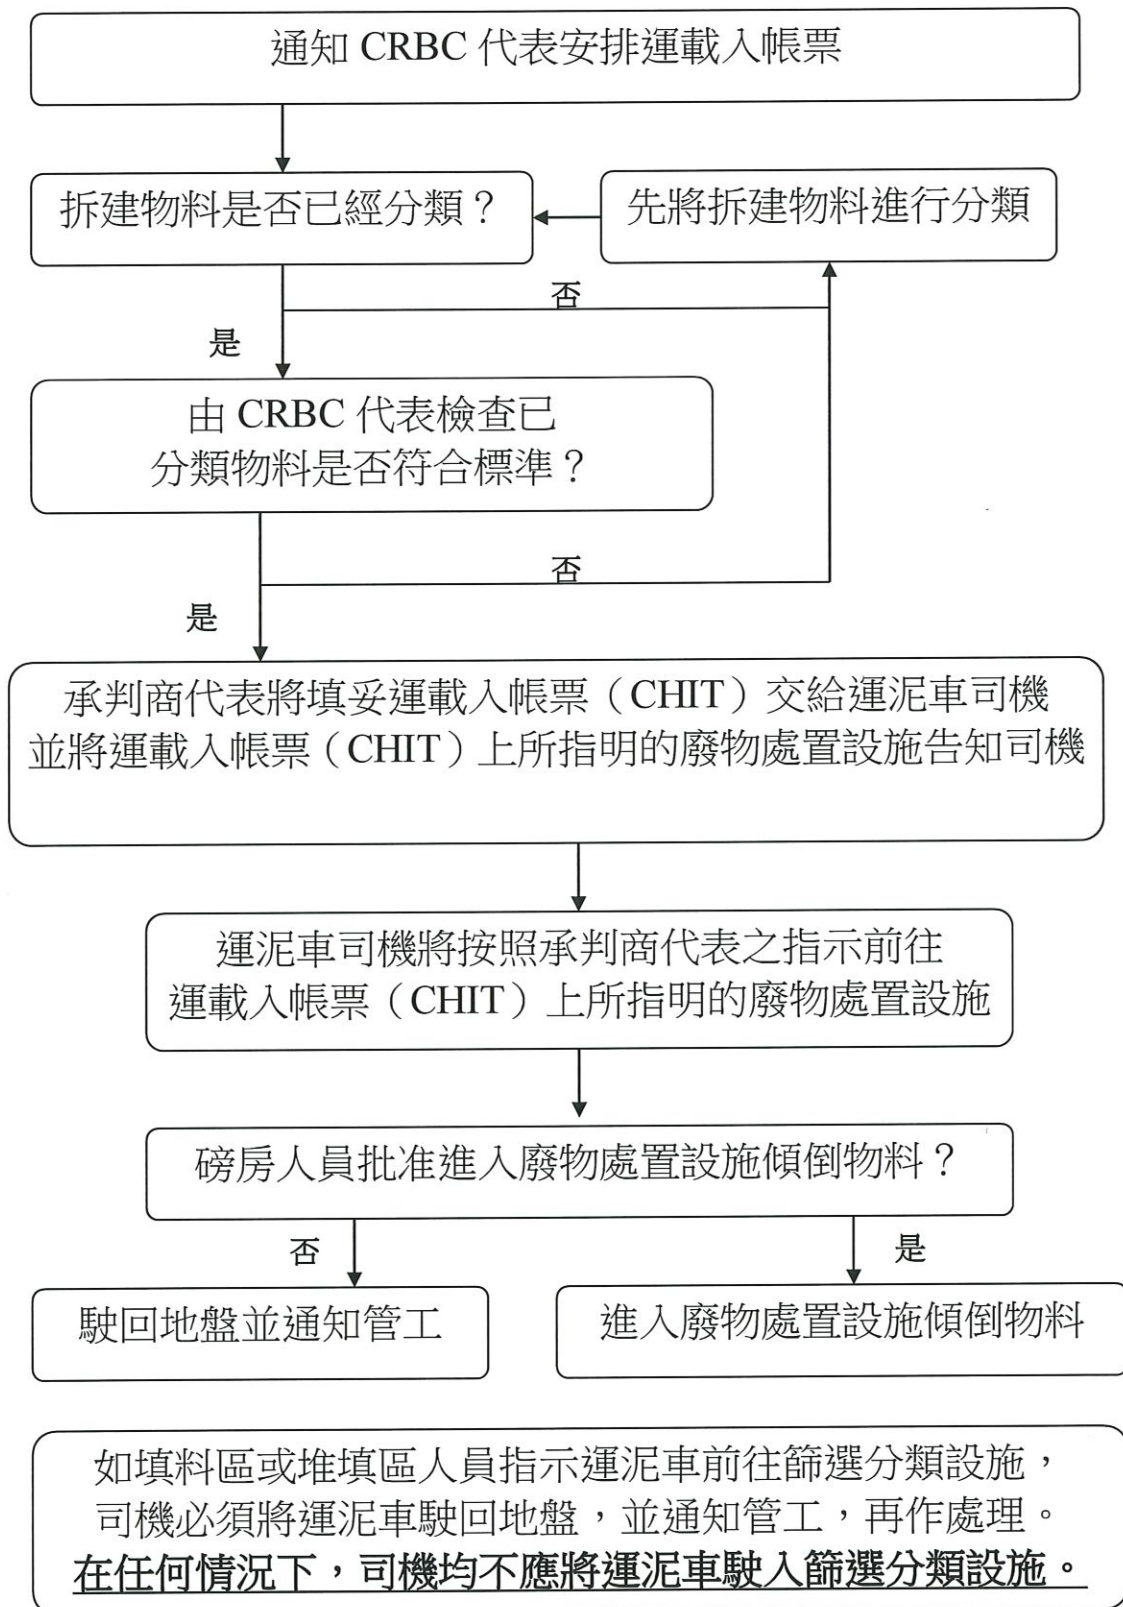 通知 CRBC 代表安排運載入帳票
拆建物料是否已經分類？
先將拆建物料進行分類
否
是
由 CRBC 代表檢查已
分類物料是否符合標準？
否
是
承判商代表將填妥運載入帳票（CHIT）交給運泥車司機
並將運載入帳票（CHIT）上所指明的廢物處置設施告知司機
運泥車司機將按照承判商代表之指示前往
運載入帳票（CHIT）上所指明的廢物處置設施
磅房人員批准進入廢物處置設施傾倒物料？
否
是
駛回地盤並通知管工
進入廢物處置設施傾倒物料
如填料區或堆填區人員指示運泥車前往篩選分類設施，
司機必須將運泥車駛回地盤，並通知管工，再作處理。
在任何情況下，司機均不應將運泥車駛入篩選分類設施。